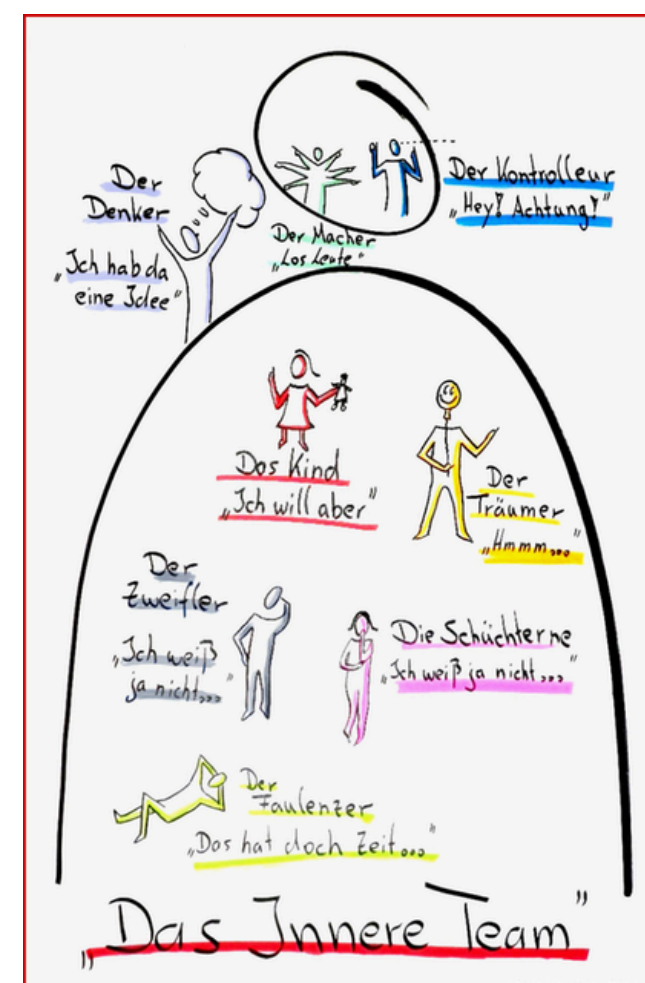 Der
Denker
„Ich hab da
eine Idee"
Der Macher
„Los Leute"
Der Kontrolleur
„Hey! Achtung!"
Das Kind
„Ich will aber"
Der
Träumer
„Hmmm..."
Der
Zweifler
„Ich weiß
ja nicht..."
Die Schüchterne
„Ich weiß ja nicht..."
Der
Faulenzer
„Das hat doch Zeit..."
„Das Innere Team"